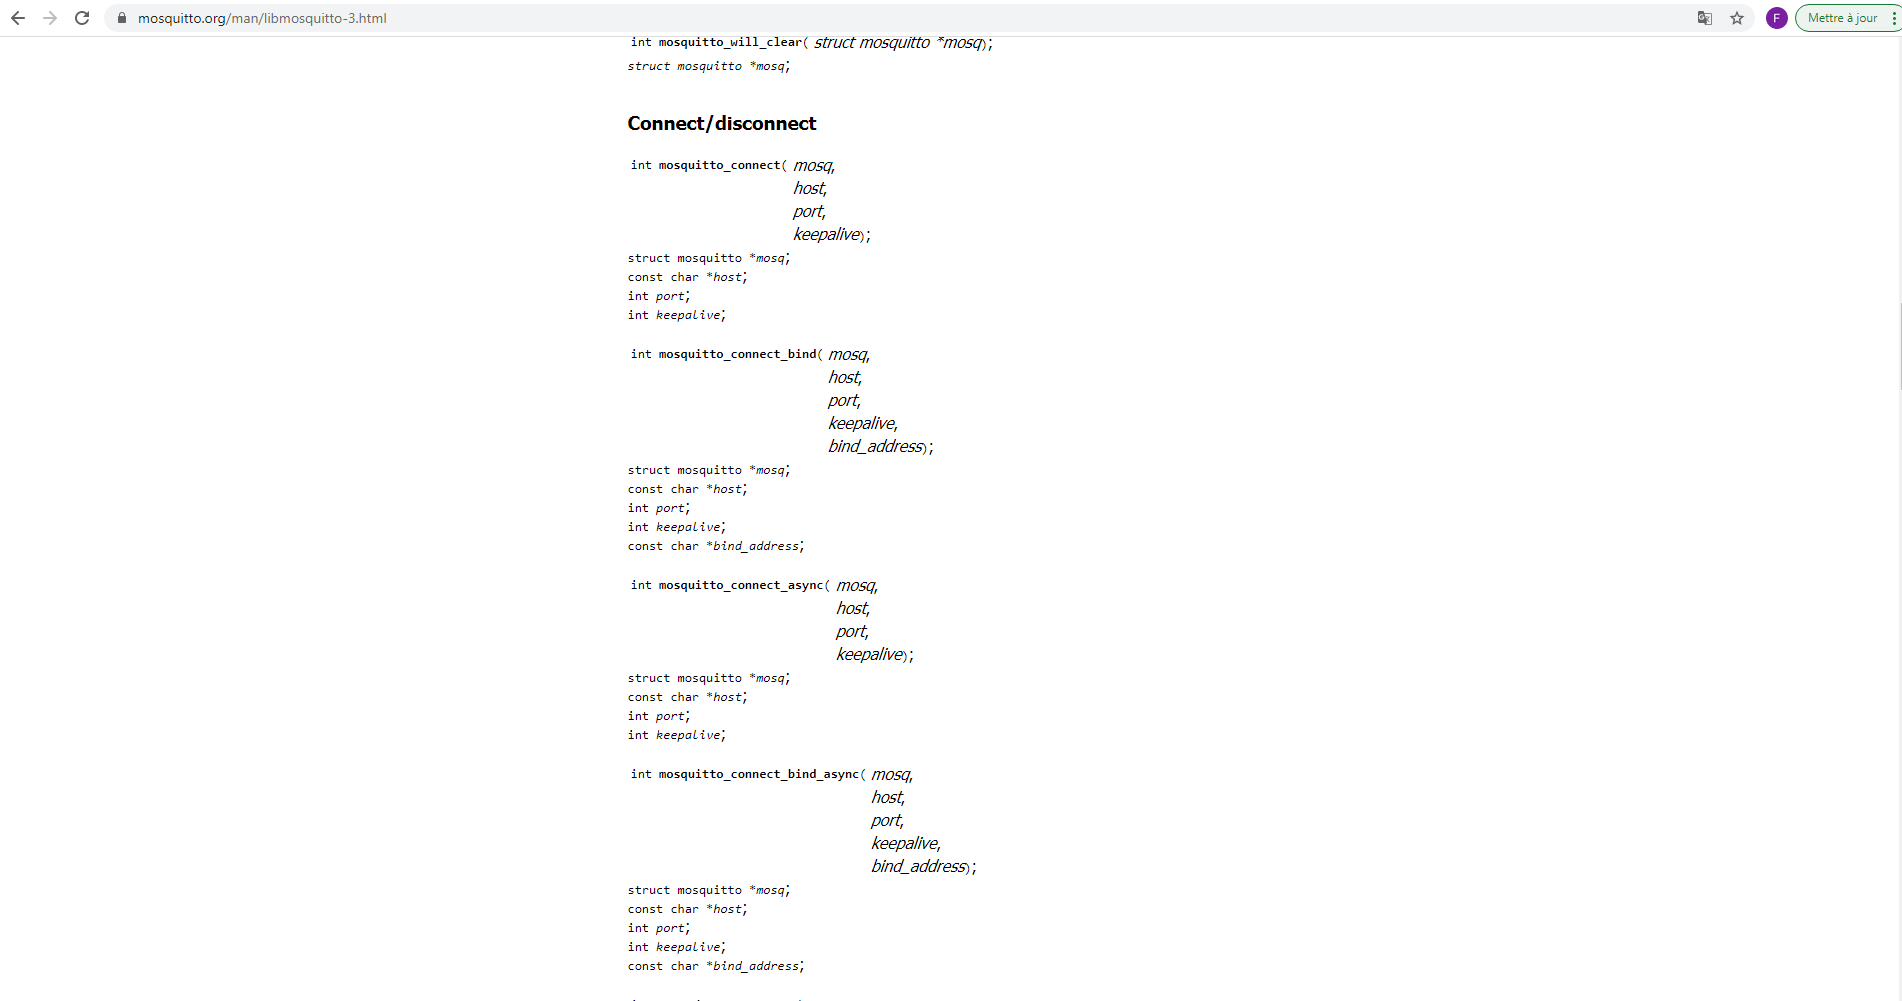 mosquitto.org/man/libmosquitto-3.html
F
Mettre à jour
int mosquitto_will_clear( struct mosquitto *mosq);
struct mosquitto *mosq;
Connect/disconnect
int mosquitto_connect( mosq,
host,
port,
keepalive);
struct mosquitto *mosq;
const char *host;
int port;
int keepalive;
int mosquitto_connect_bind( mosq,
host,
port,
keepalive,
bind_address);
struct mosquitto *mosq;
const char *host;
int port;
int keepalive;
const char *bind_address;
int mosquitto_connect_async( mosq,
host,
port,
keepalive);
struct mosquitto *mosq;
const char *host;
int port;
int keepalive;
int mosquitto_connect_bind_async( mosq,
host,
port,
keepalive,
bind_address);
struct mosquitto *mosq;
const char *host;
int port;
int keepalive;
const char *bind_address;